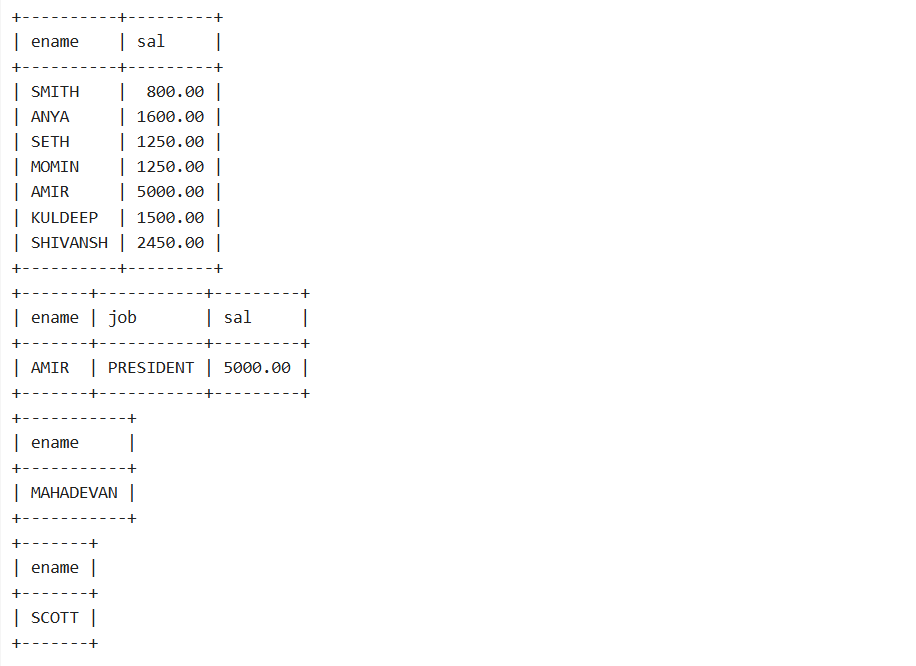 +----------+---------+
| ename    | sal     |
+----------+---------+
| SMITH    |  800.00 |
| ANYA     | 1600.00 |
| SETH     | 1250.00 |
| MOMIN    | 1250.00 |
| AMIR     | 5000.00 |
| KULDEEP  | 1500.00 |
| SHIVANSH | 2450.00 |
+----------+---------+
+-------+-----------+---------+
| ename | job       | sal     |
+-------+-----------+---------+
| AMIR  | PRESIDENT | 5000.00 |
+-------+-----------+---------+
+-----------+
| ename     |
+-----------+
| MAHADEVAN |
+-----------+
+-------+
| ename |
+-------+
| SCOTT |
+-------+